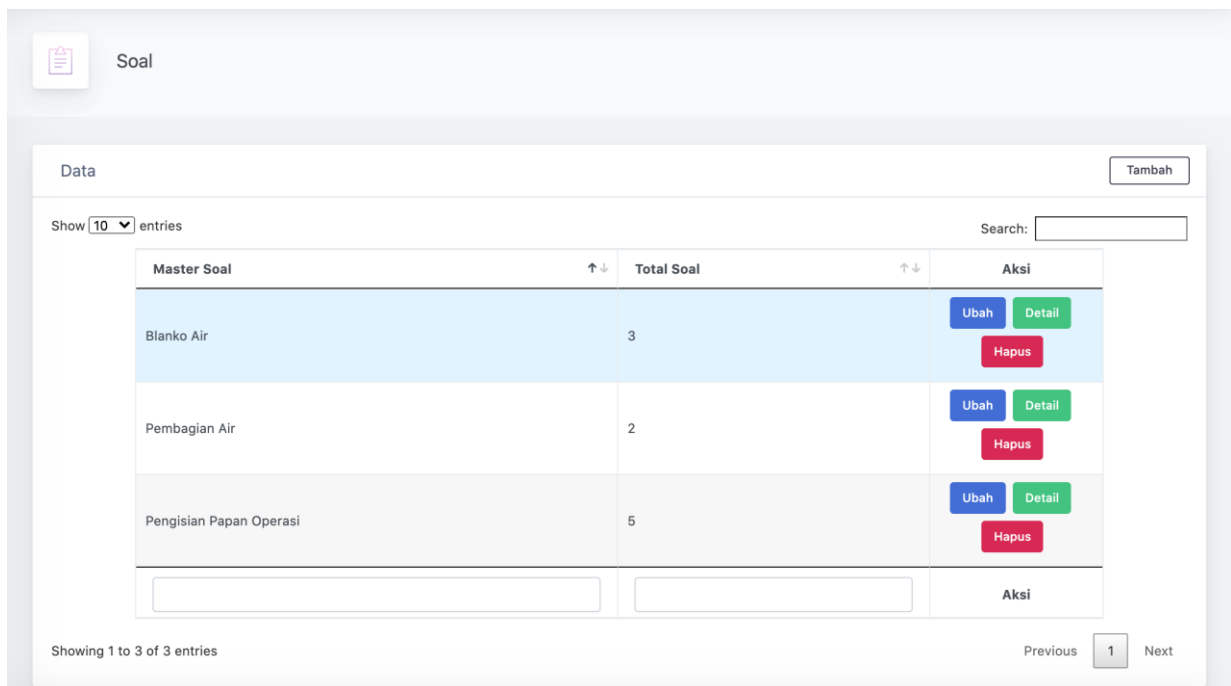 Soal
Data Tambah
Show 10 entries Search:
Master Soal Total Soal Aksi
Ubah Detail
Blanko Air 3
Hapus
Ubah Detail
Pembagian Air 2
Hapus
Ubah Detail
Pengisian Papan Operasi 5
Hapus
Aksi
Showing 1 to 3 of 3 entries Previous 1 Next